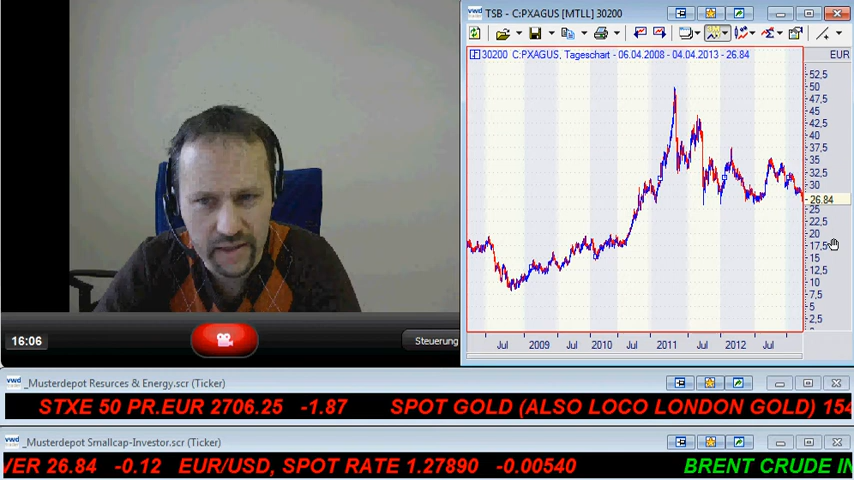 TSB - C:PXAGUS [MTLL] 30200
30200 C:PXAGUS, Tageschart - 06.04.2008 - 04.04.2013 - 26.84
EUR
52,5
50
47,5
45
42,5
40
37,5
35
32,5
30
26.84
25
22,5
20
17,5
15
12,5
10
7,5
5
2,5
Jul 2009 Jul 2010 Jul 2011 Jul 2012 Jul
16:06
Steuerung
vwd _Musterdepot Resurces & Energy.scr (Ticker)
STXE 50 PR.EUR 2706.25 -1.87 SPOT GOLD (ALSO LOCO LONDON GOLD) 154
vwd _Musterdepot Smallcap-Investor.scr (Ticker)
VER 26.84 -0.12 EUR/USD, SPOT RATE 1.27890 -0.00540 BRENT CRUDE IN